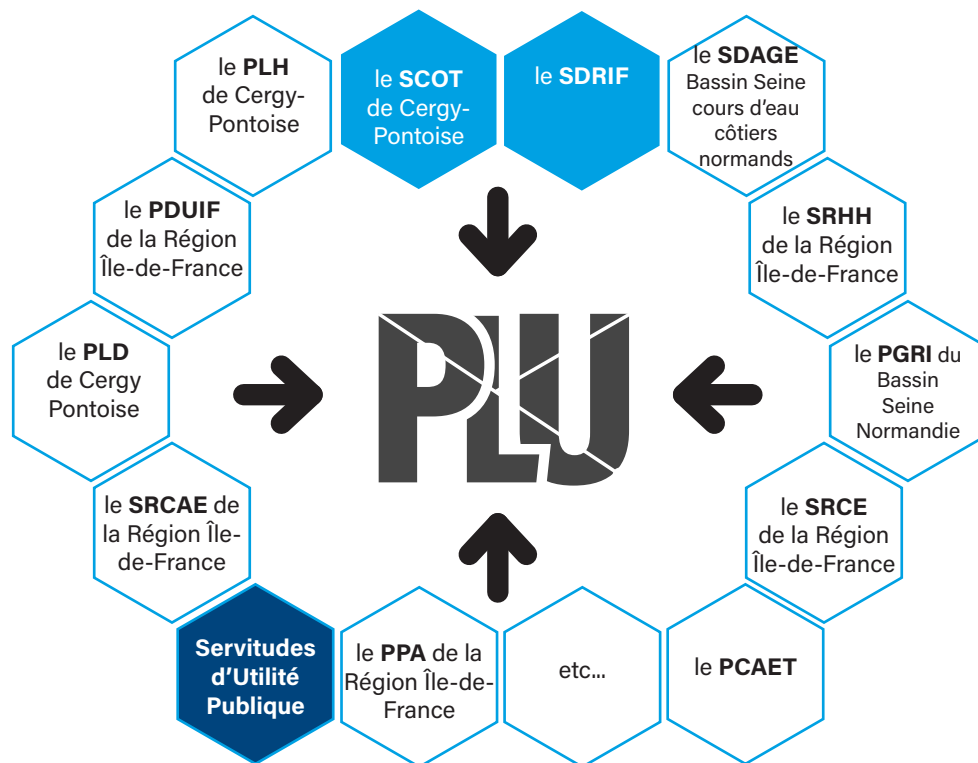 le PLH
de Cergy-
Pontoise
le SCOT
de Cergy-
Pontoise
le SDRIF
le SDAGE
Bassin Seine
cours d'eau
côtiers
normands
le PDUIF
de la Région
Île-de-France
le SRHH
de la Région
Île-de-France
le PLD
de Cergy
Pontoise
PLU
le PGRI du
Bassin
Seine
Normandie
le SRCAE de
la Région Île-
de-France
le SRCE
de la Région
Île-de-France
Servitudes
d'Utilité
Publique
le PPA de la
Région Île-de-
France
etc...
le PCAET